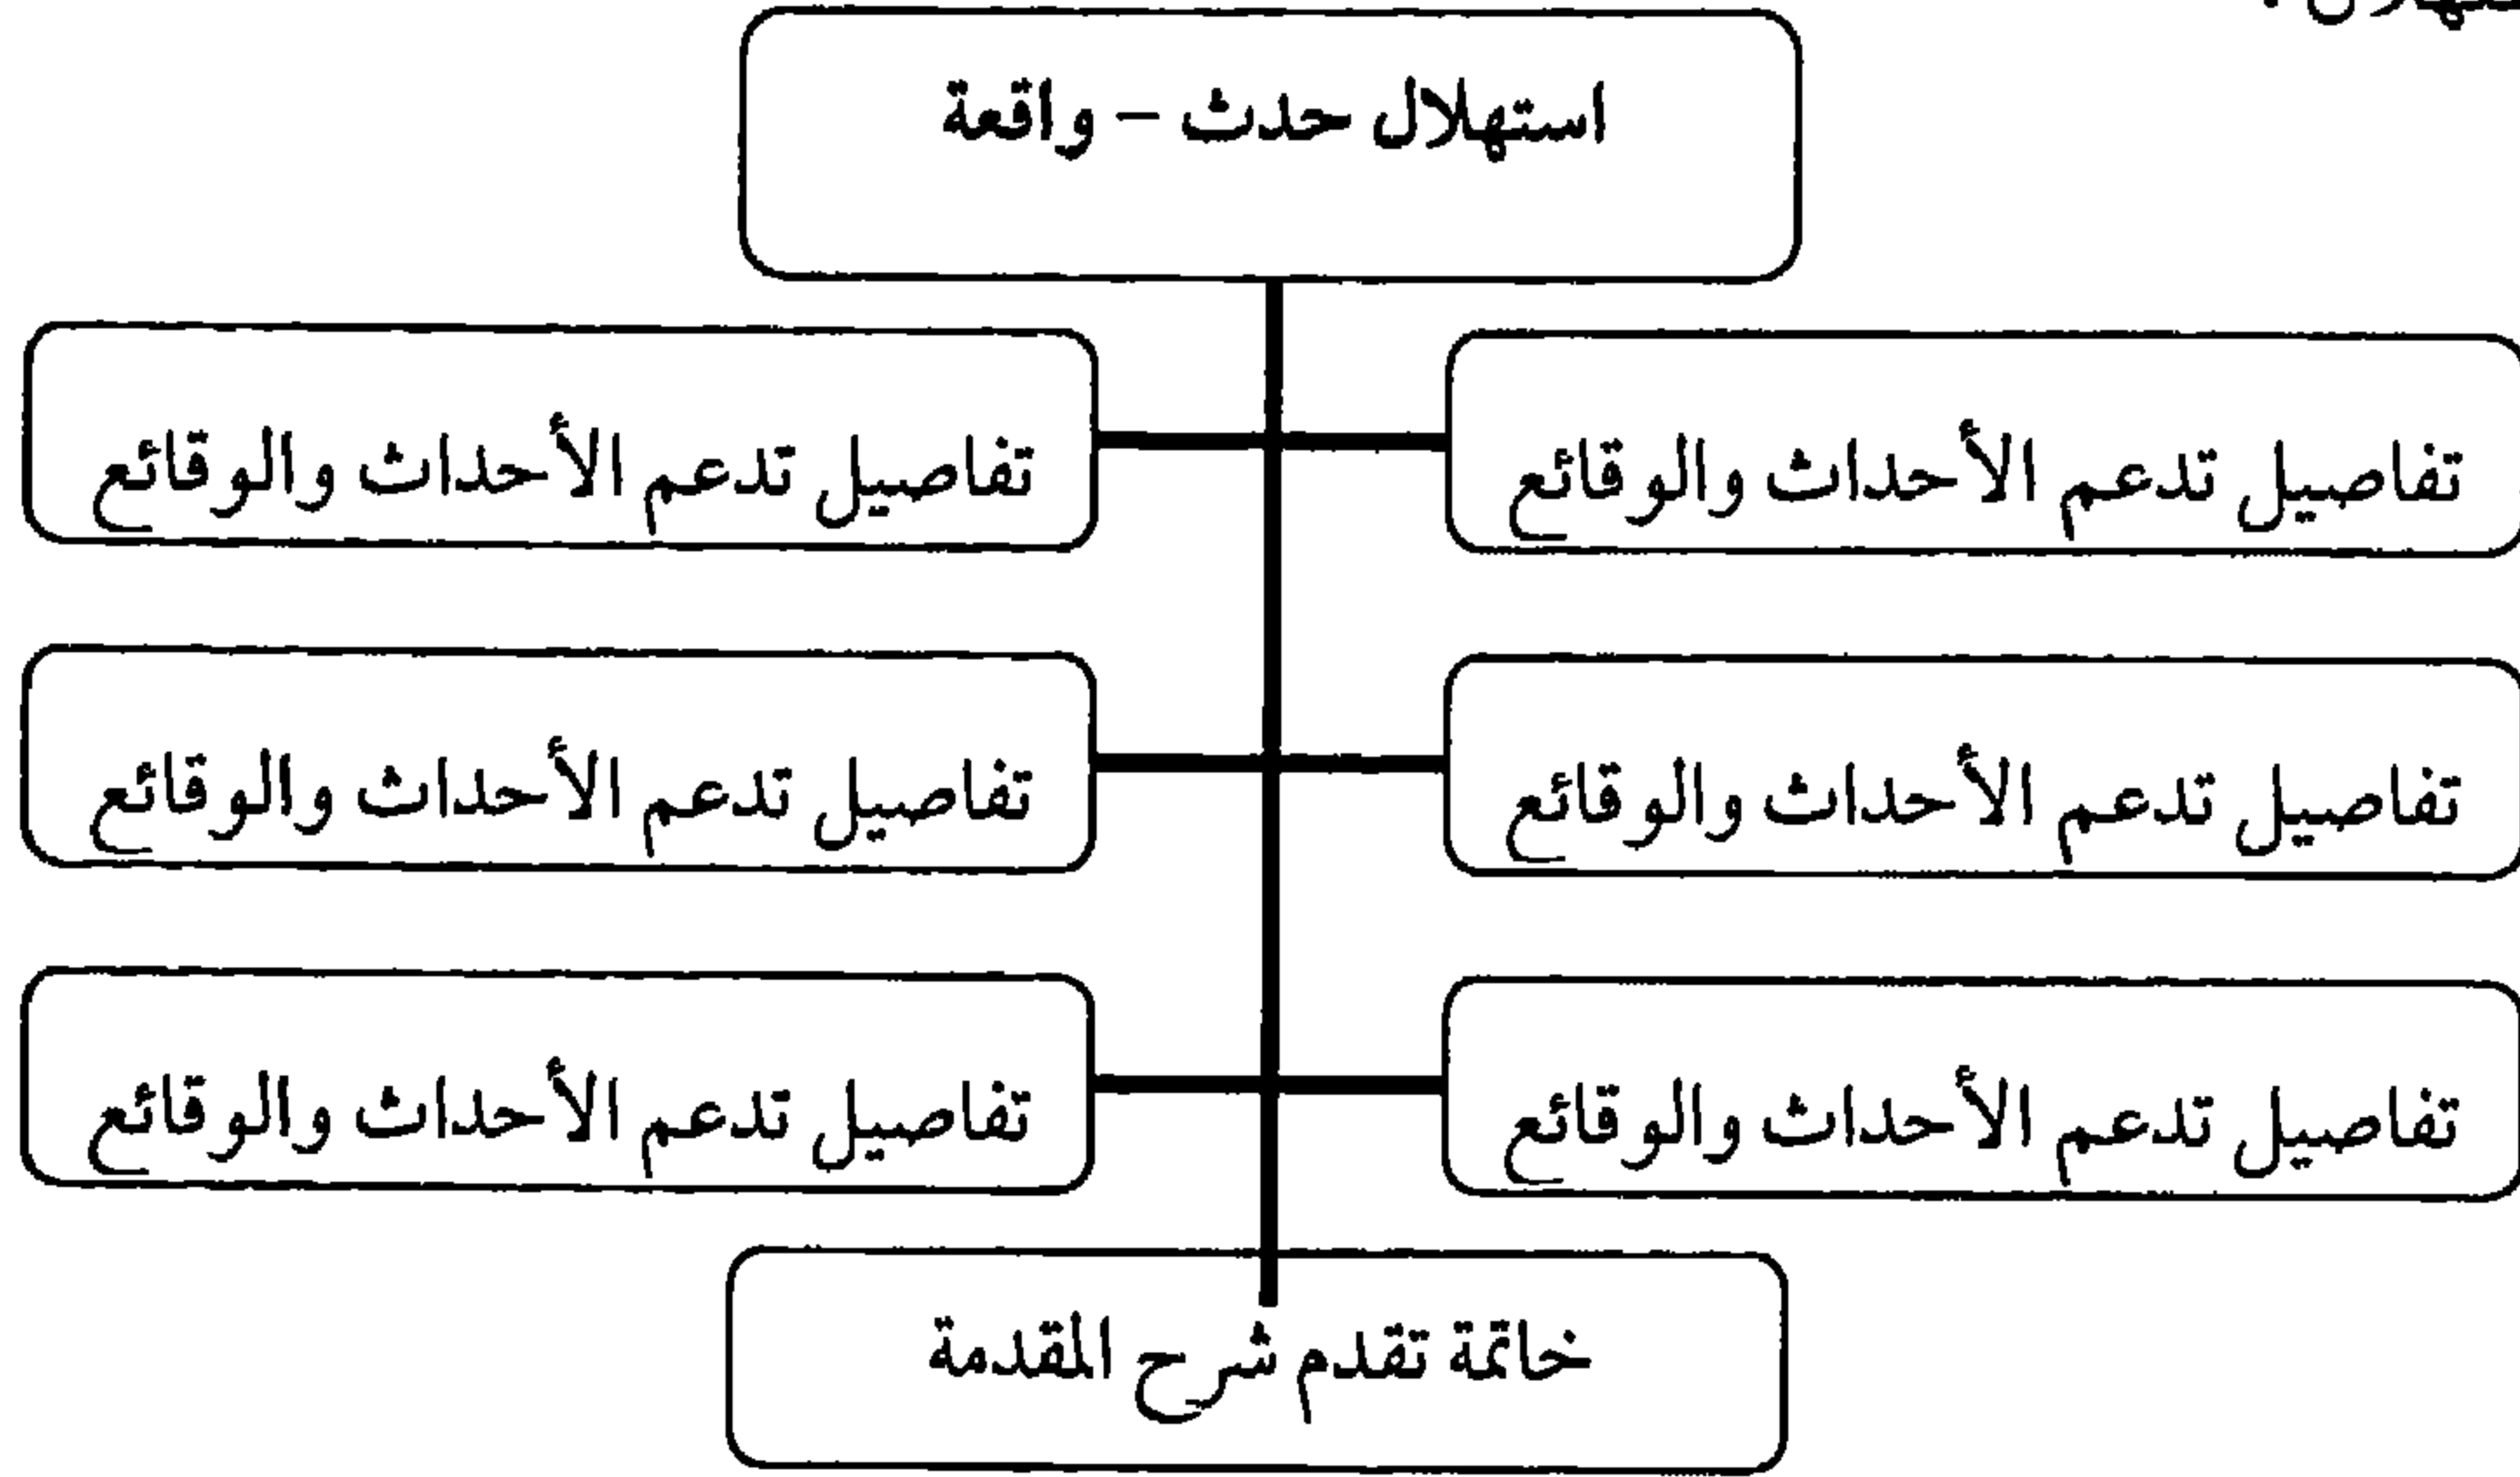 استهلال حدث – واقعة
تفاصيل تدعم الأحداث والوقائع
تفاصيل تدعم الأحداث والوقائع
تفاصيل تدعم الأحداث والوقائع
تفاصيل تدعم الأحداث والوقائع
تفاصيل تدعم الأحداث والوقائع
تفاصيل تدعم الأحداث والوقائع
خاتمة تقدم شرح المقدمة